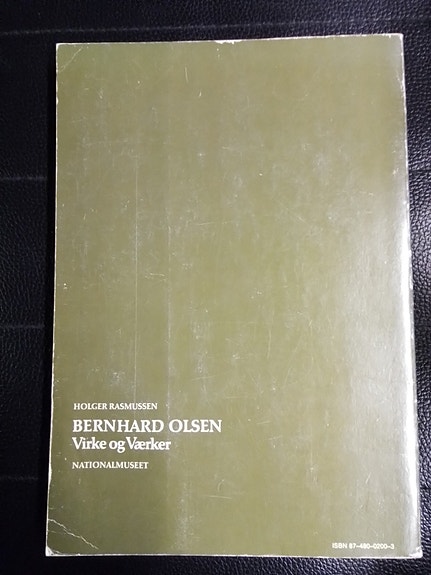 HOLGER RASMUSSEN
BERNHARD OLSEN
Virke og Værker
NATIONALMUSEET
ISBN 87-480-0200-3